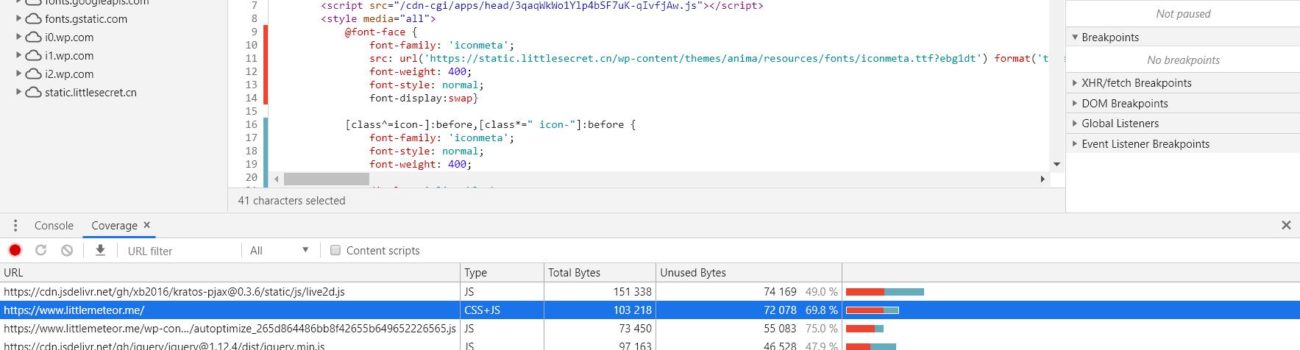 fonts.googleapis.com
fonts.gstatic.com
i0.wp.com
i1.wp.com
i2.wp.com
static.littlesecret.cn
7 <script src="/cdn-cgi/apps/head/3qaqWkWo1Ylp4bSF7uK-qIvfjAw.js"></script>
8 <style media="all">
9 @font-face {
10 font-family: 'iconmeta';
11 src: url('https://static.littlesecret.cn/wp-content/themes/anima/resources/fonts/iconmeta.ttf?ebg1dt') format('t
12 font-weight: 400;
13 font-style: normal;
14 font-display:swap}
15
16 [class^=icon-]:before,[class*=" icon-"]:before {
17 font-family: 'iconmeta';
18 font-style: normal;
19 font-weight: 400;
20
41 characters selected
Not paused
Breakpoints
No breakpoints
XHR/fetch Breakpoints
DOM Breakpoints
Global Listeners
Event Listener Breakpoints
Console Coverage ×
URL filter All Content scripts
URL Type Total Bytes Unused Bytes
https://cdn.jsdelivr.net/gh/xb2016/kratos-pjax@0.3.6/static/js/live2d.js JS 151 338 74 169 49.0 %
https://www.littlemeteor.me/ CSS+JS 103 218 72 078 69.8 %
https://www.littlemeteor.me/wp-con…/autoptimize_265d864486bb8f42655b649652226565.js JS 73 450 55 083 75.0 %
https://cdn.jsdelivr.net/gh/jquery/jquery@1.12.4/dist/jquery.min.js JS 97 163 46 528 47.9 %